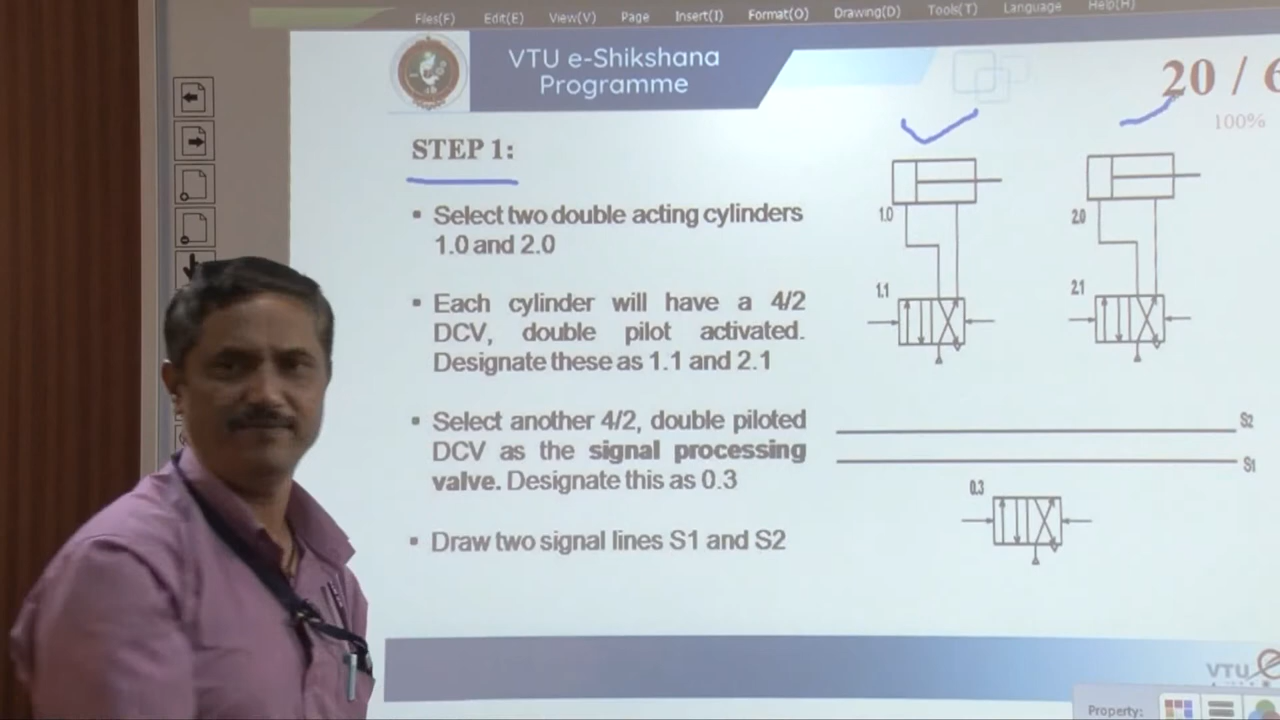 Files(F) Edit(E) View(V) Page Insert(I) Format(O) Drawing(D) Tools(T) Language Help(H)
VTU e-Shikshana
Programme
20 / 6
100%
STEP 1:
▪ Select two double acting cylinders
1.0 and 2.0
▪ Each cylinder will have a 4/2
DCV, double pilot activated.
Designate these as 1.1 and 2.1
▪ Select another 4/2, double piloted
DCV as the signal processing
valve. Designate this as 0.3
▪ Draw two signal lines S1 and S2
1.0
2.0
1.1
2.1
S2
S1
0.3
VTU
Property: